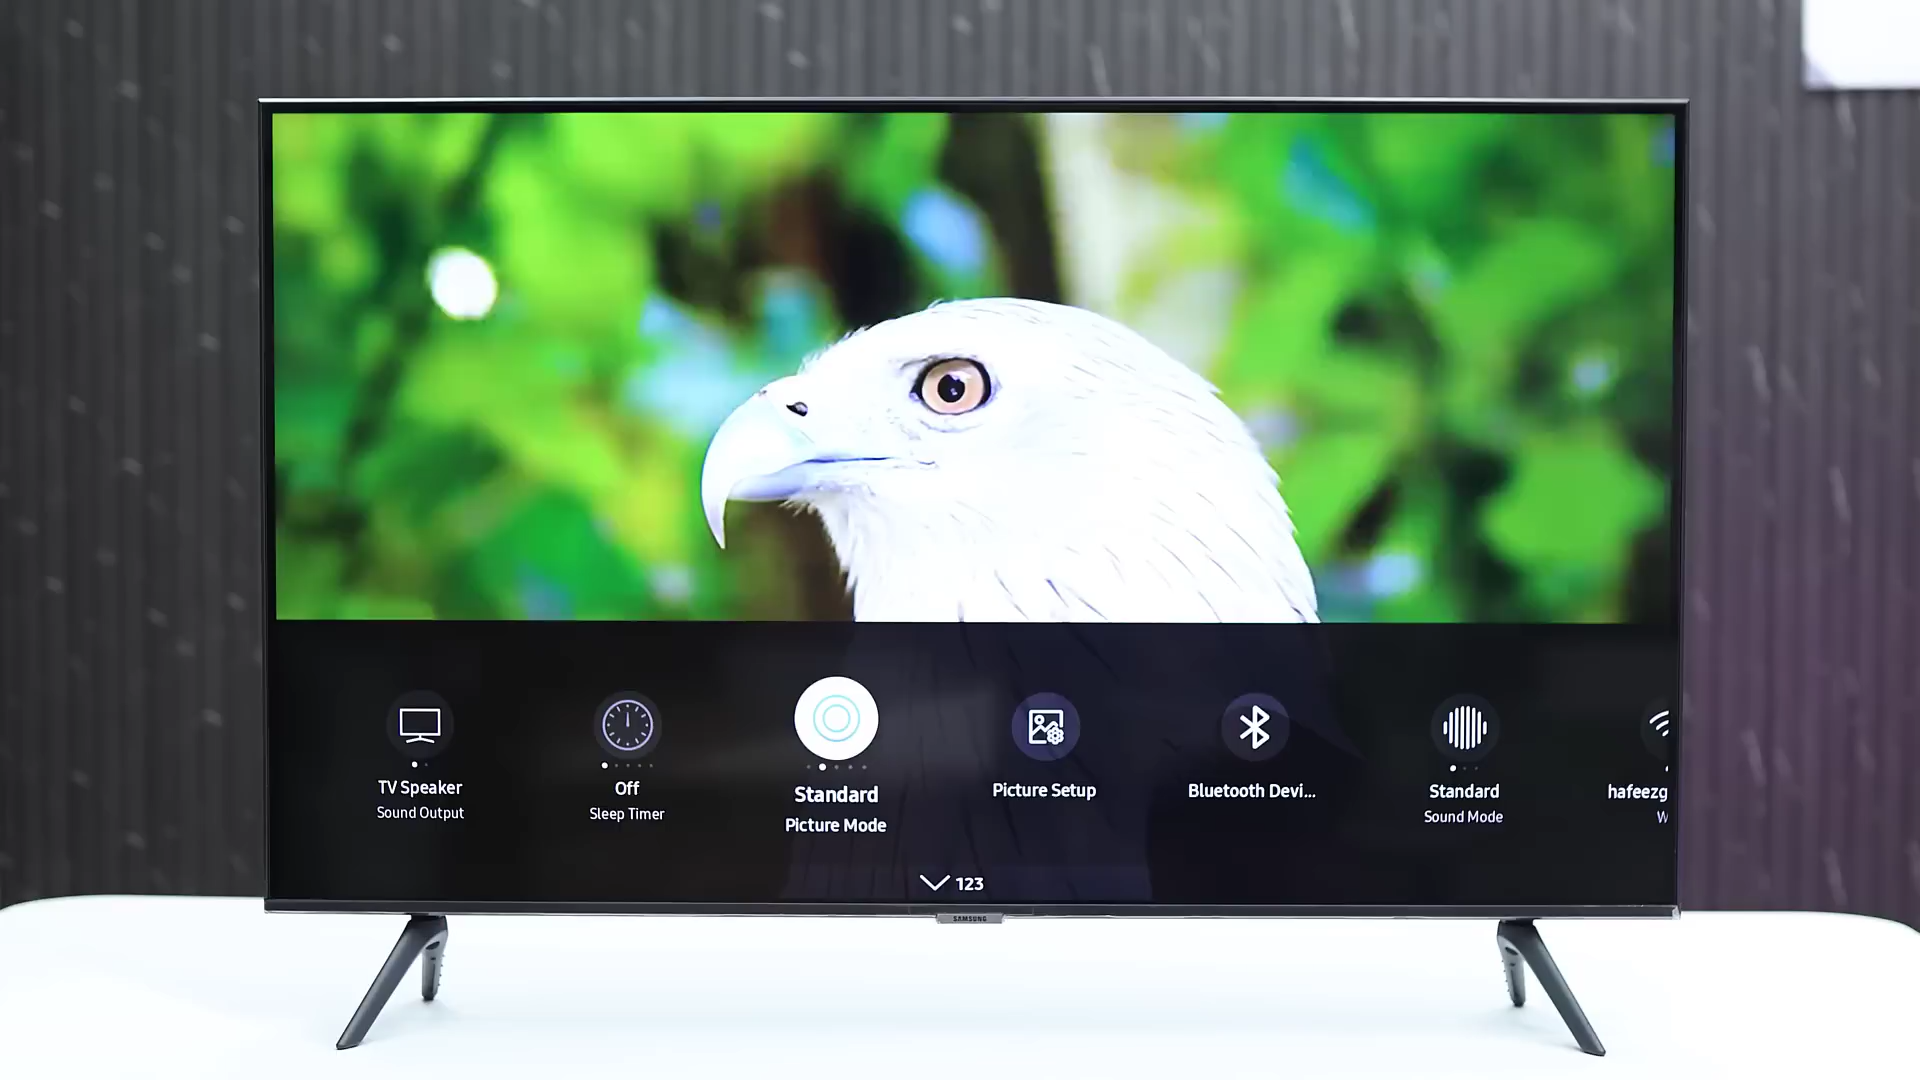 TV Speaker
Sound Output
Off
Sleep Timer
Standard
Picture Mode
Picture Setup
Bluetooth Devi...
Standard
Sound Mode
hafeezg
W
123
SAMSUNG